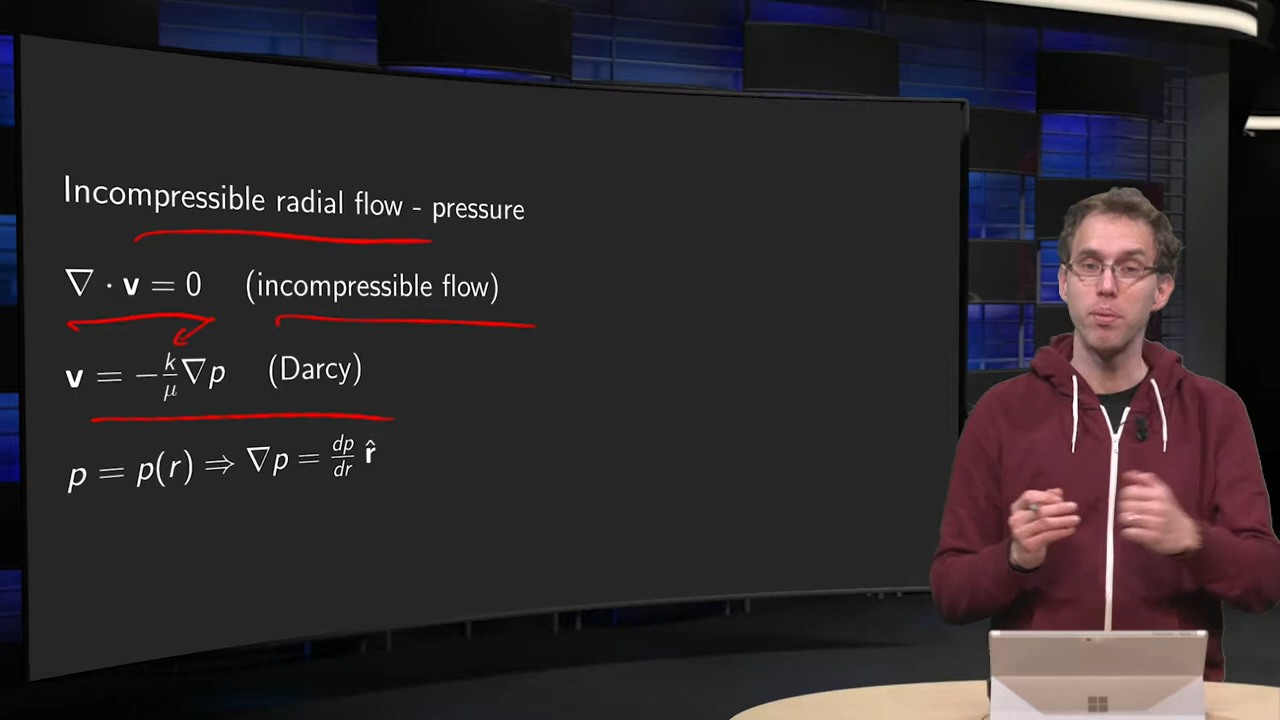 Incompressible radial flow - pressure
∇ · v = 0 (incompressible flow)
v = −k/μ ∇p (Darcy)
p = p(r) ⇒ ∇p = dp/dr r̂